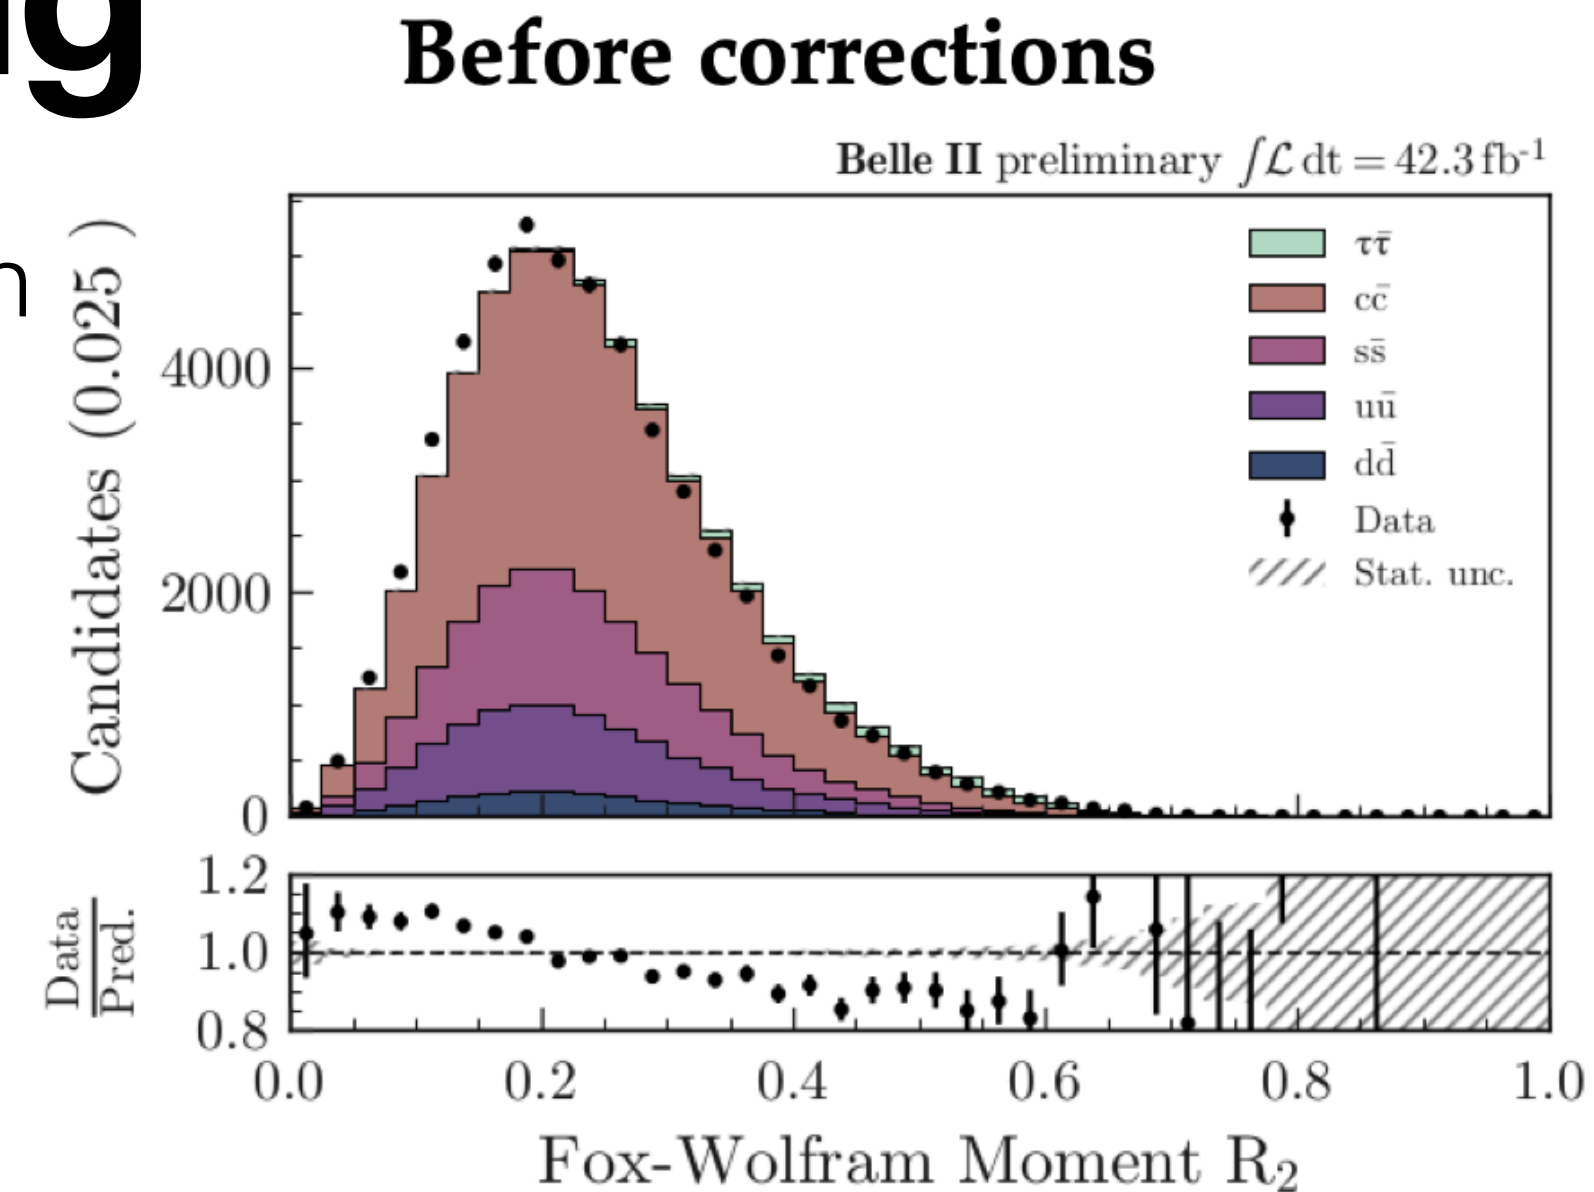 g
Before corrections
n
Belle II preliminary ∫ℒ dt = 42.3 fb⁻¹
Candidates (0.025 )
4000
2000
0
ττ̄
cc̄
ss̄
uū
dd̄
Data
Stat. unc.
Data
Pred.
1.2
1.0
0.8
0.0 0.2 0.4 0.6 0.8 1.0
Fox-Wolfram Moment R₂